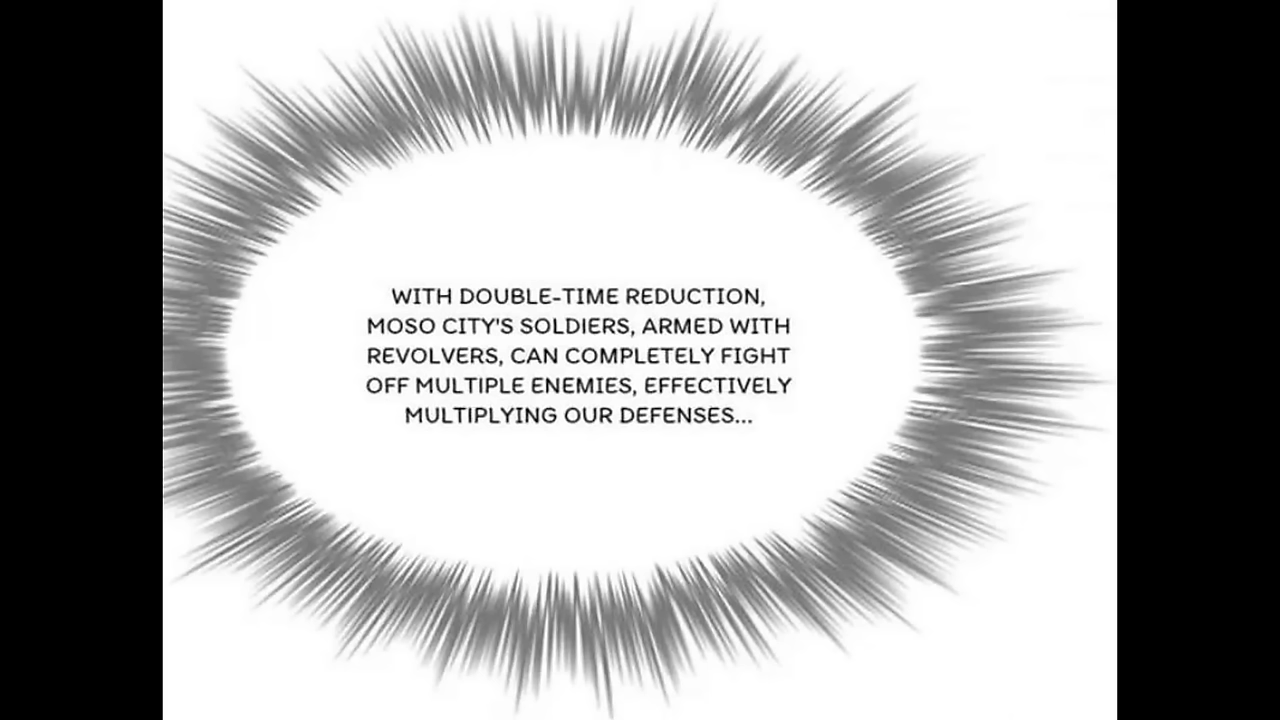 WITH DOUBLE-TIME REDUCTION,
MOSO CITY'S SOLDIERS, ARMED WITH
REVOLVERS, CAN COMPLETELY FIGHT
OFF MULTIPLE ENEMIES, EFFECTIVELY
MULTIPLYING OUR DEFENSES...